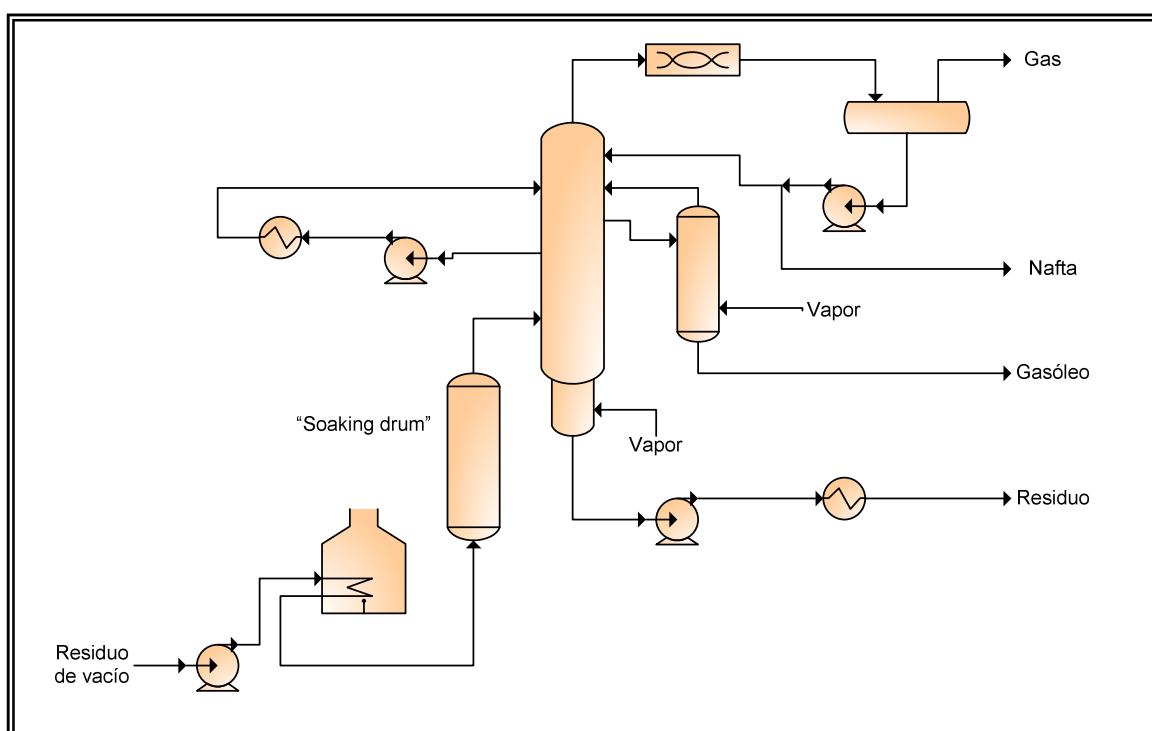 Gas
Nafta
Vapor
Gasóleo
“Soaking drum”
Vapor
Residuo
Residuo
de vacío